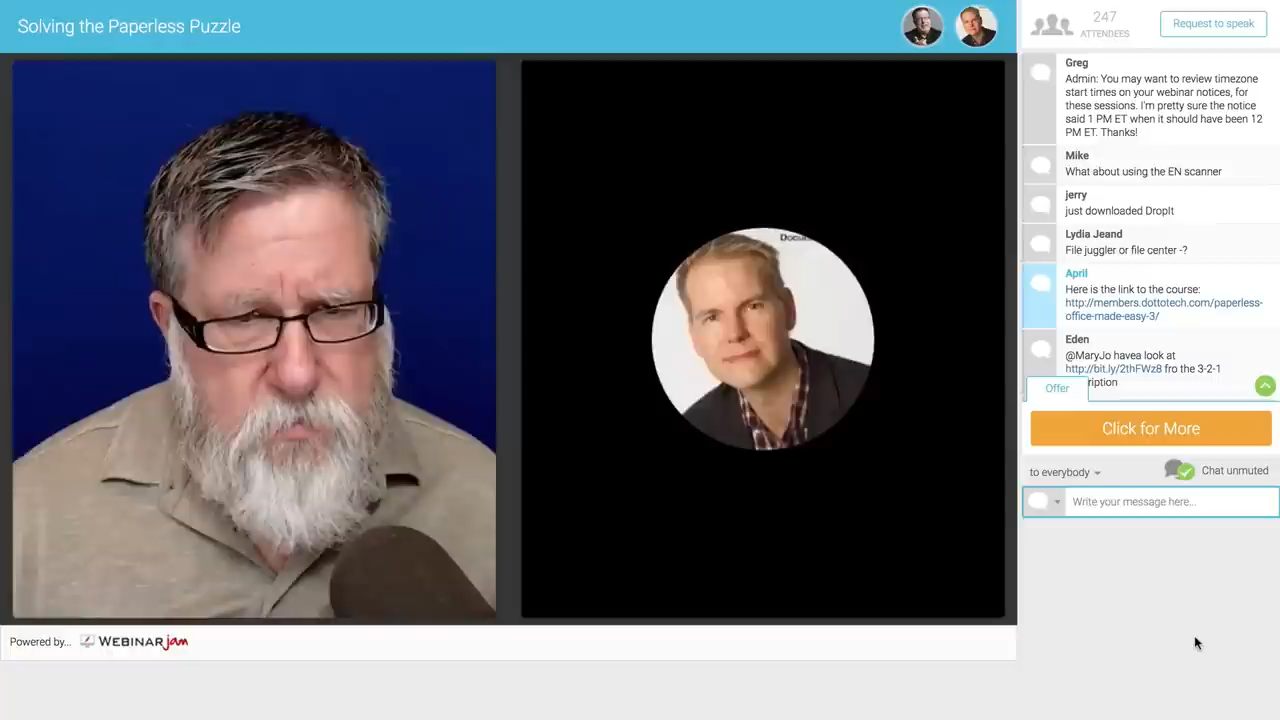 Solving the Paperless Puzzle
247
ATTENDEES
Request to speak
Greg
Admin: You may want to review timezone
start times on your webinar notices, for
these sessions. I'm pretty sure the notice
said 1 PM ET when it should have been 12
PM ET. Thanks!
Mike
What about using the EN scanner
jerry
just downloaded DropIt
Lydia Jeand
File juggler or file center -?
April
Here is the link to the course:
http://members.dottotech.com/paperless-
office-made-easy-3/
Eden
@MaryJo havea look at
http://bit.ly/2thFWz8 fro the 3-2-1
ription
Offer
Click for More
to everybody
Chat unmuted
Write your message here...
Powered by...
WEBINARjam